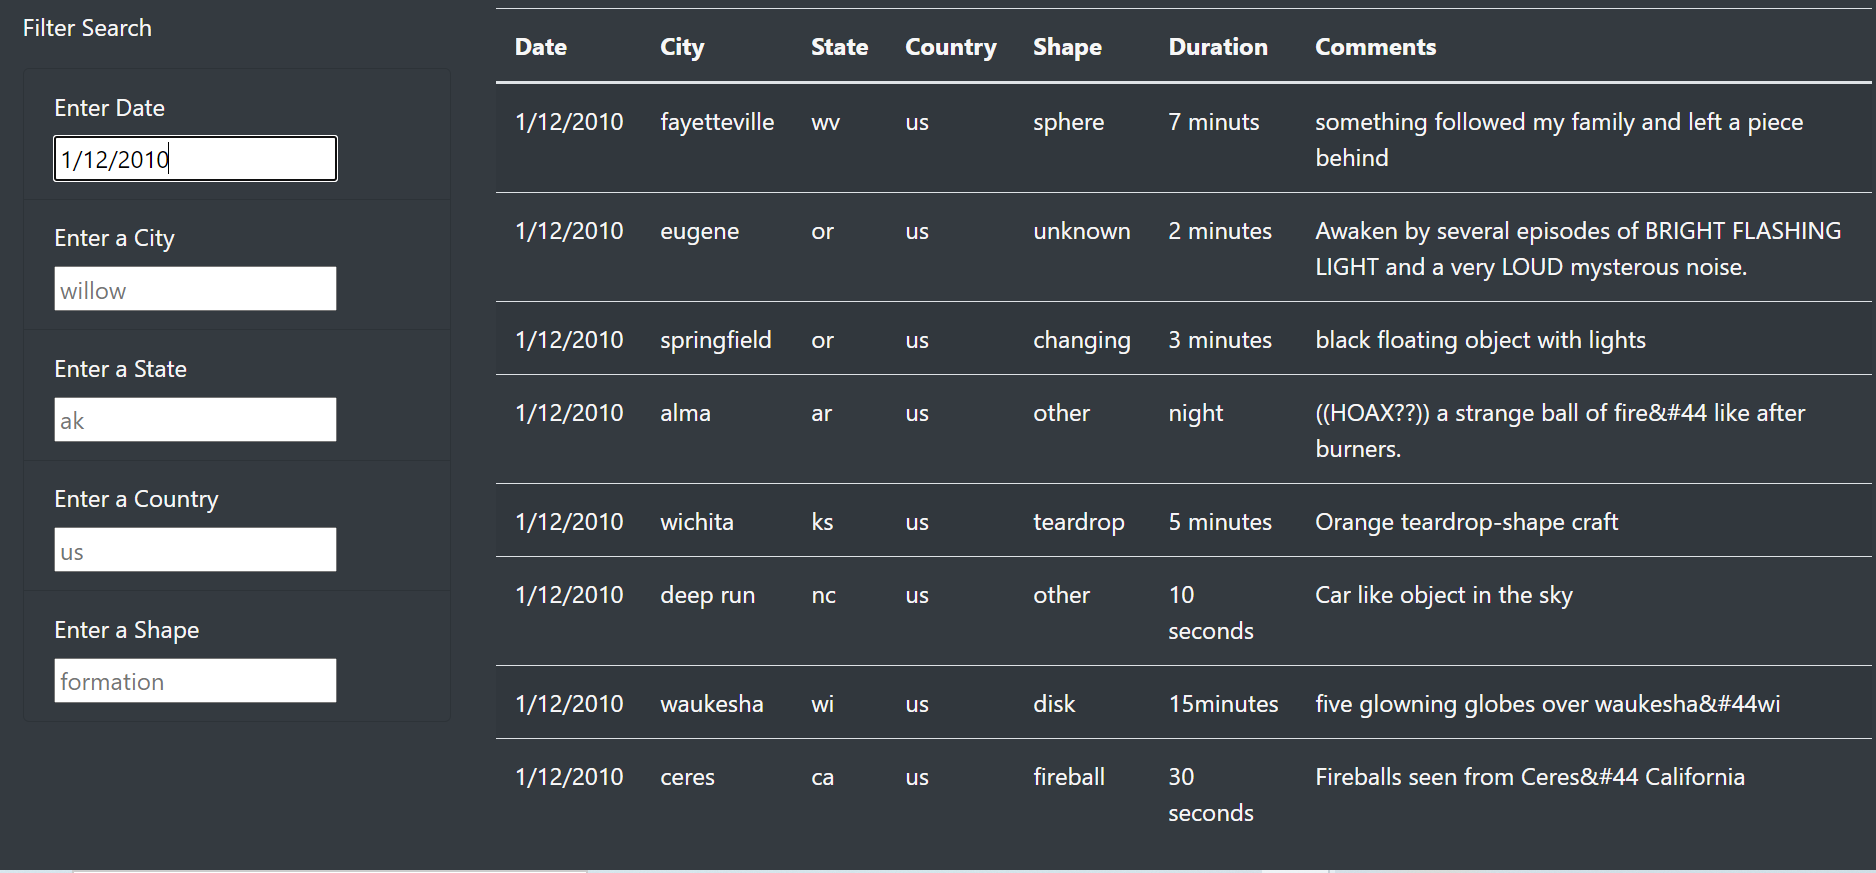 Filter Search
Enter Date
1/12/2010
Enter a City
willow
Enter a State
ak
Enter a Country
us
Enter a Shape
formation
Date City State Country Shape Duration Comments
1/12/2010 fayetteville wv us sphere 7 minuts something followed my family and left a piece
behind
1/12/2010 eugene or us unknown 2 minutes Awaken by several episodes of BRIGHT FLASHING
LIGHT and a very LOUD mysterous noise.
1/12/2010 springfield or us changing 3 minutes black floating object with lights
1/12/2010 alma ar us other night ((HOAX??)) a strange ball of fire&#44 like after
burners.
1/12/2010 wichita ks us teardrop 5 minutes Orange teardrop-shape craft
1/12/2010 deep run nc us other 10 Car like object in the sky
seconds
1/12/2010 waukesha wi us disk 15minutes five glowning globes over waukesha&#44wi
1/12/2010 ceres ca us fireball 30 Fireballs seen from Ceres&#44 California
seconds